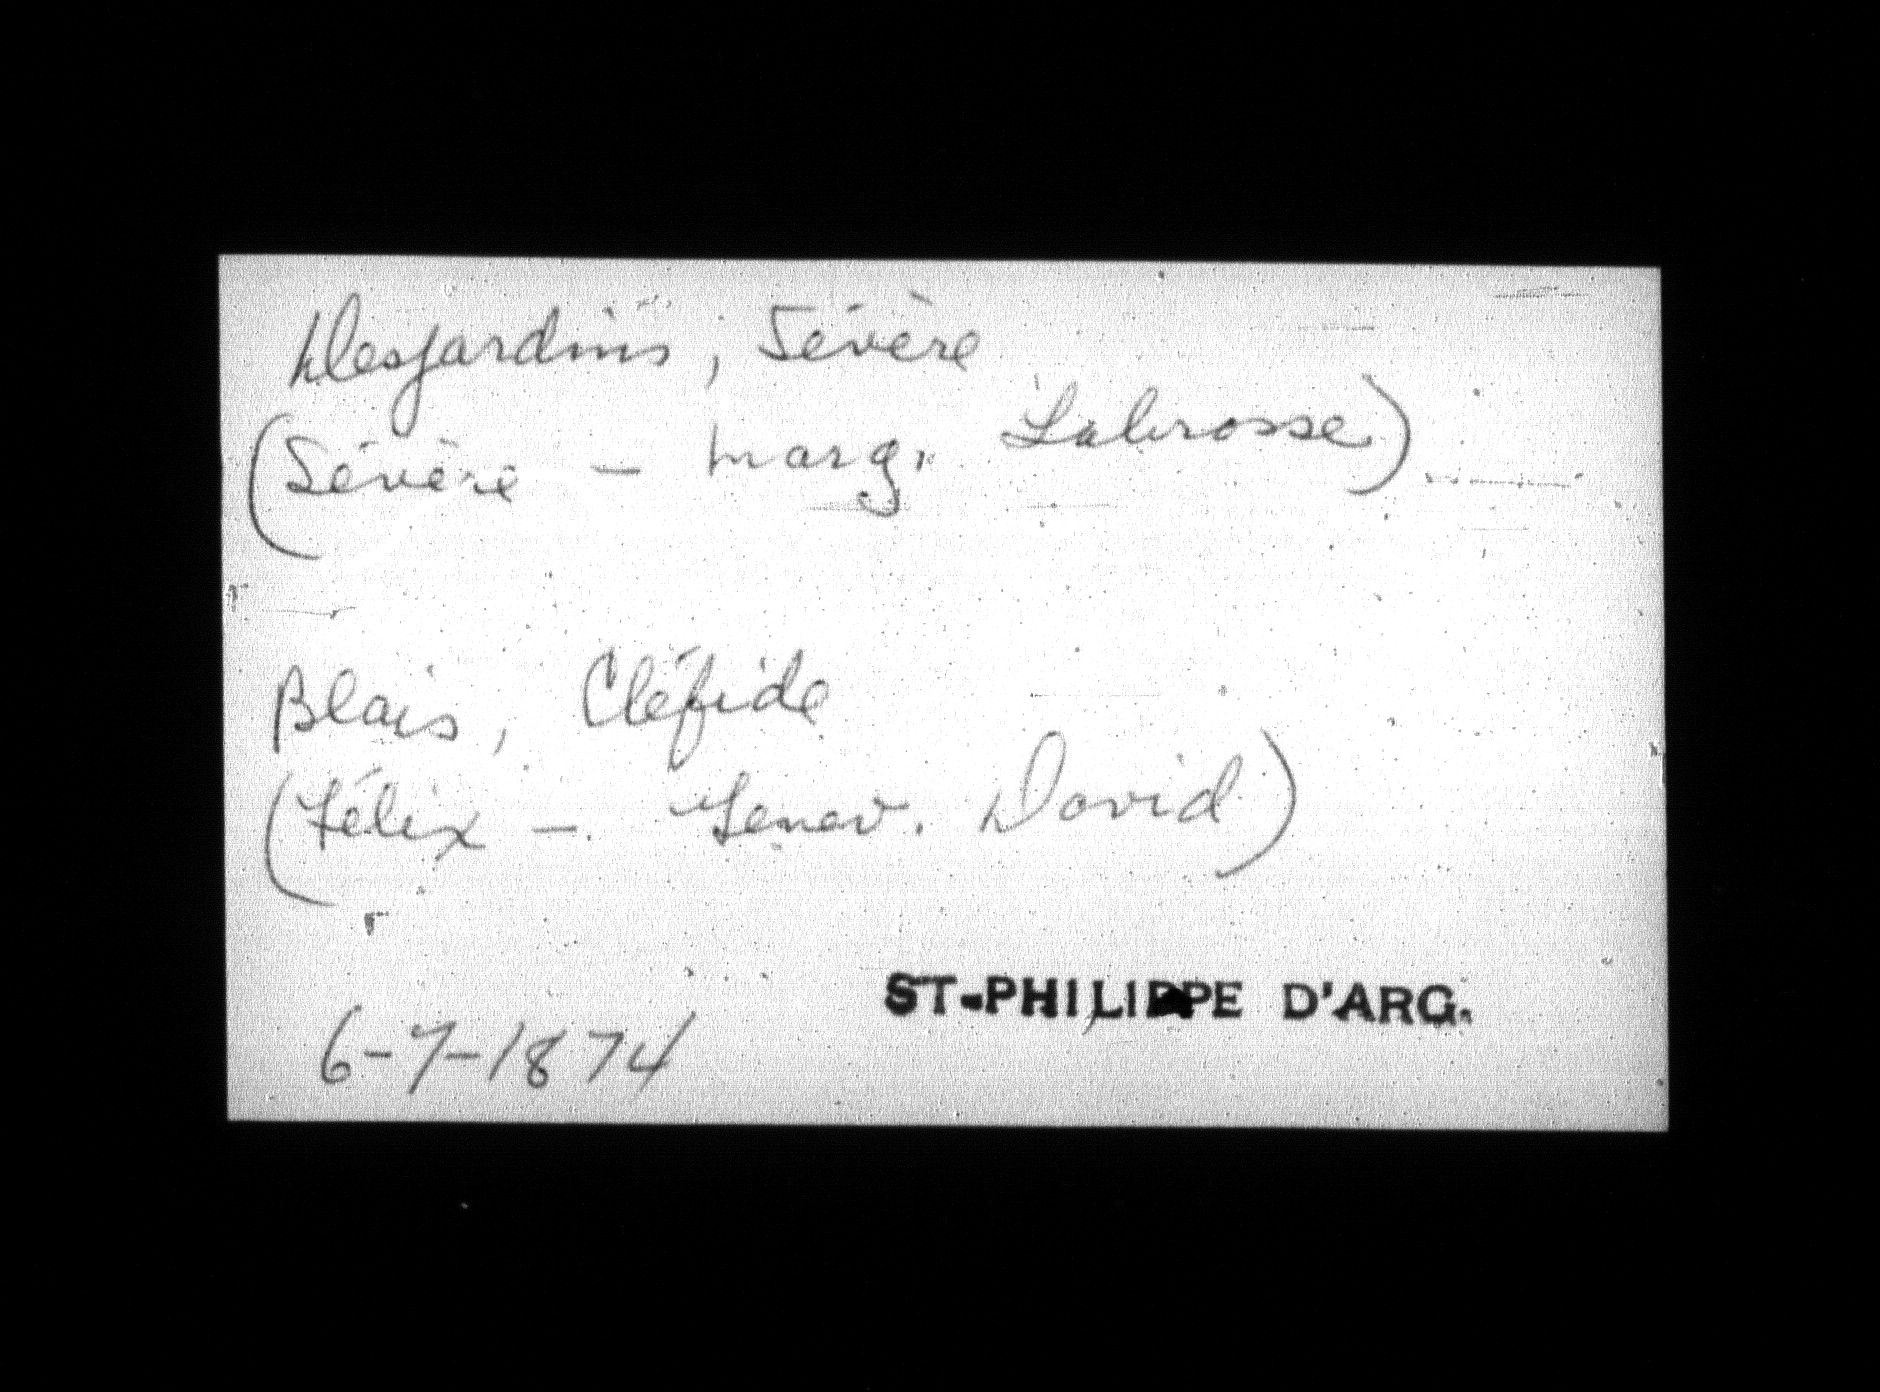 Desjardins, Sévère
(Sévère - Marg. Labrosse)
Blais, Cléfide
(Félix - Genev. David)
ST-PHILIPPE D'ARG.
6-7-1874